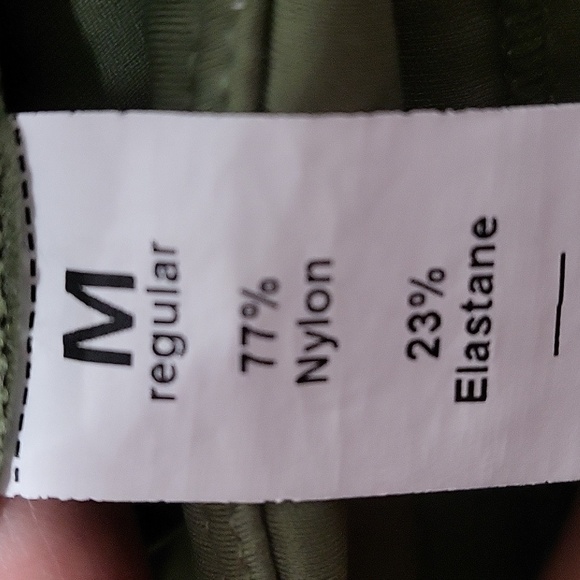 M
regular
77%
Nylon
23%
Elastane